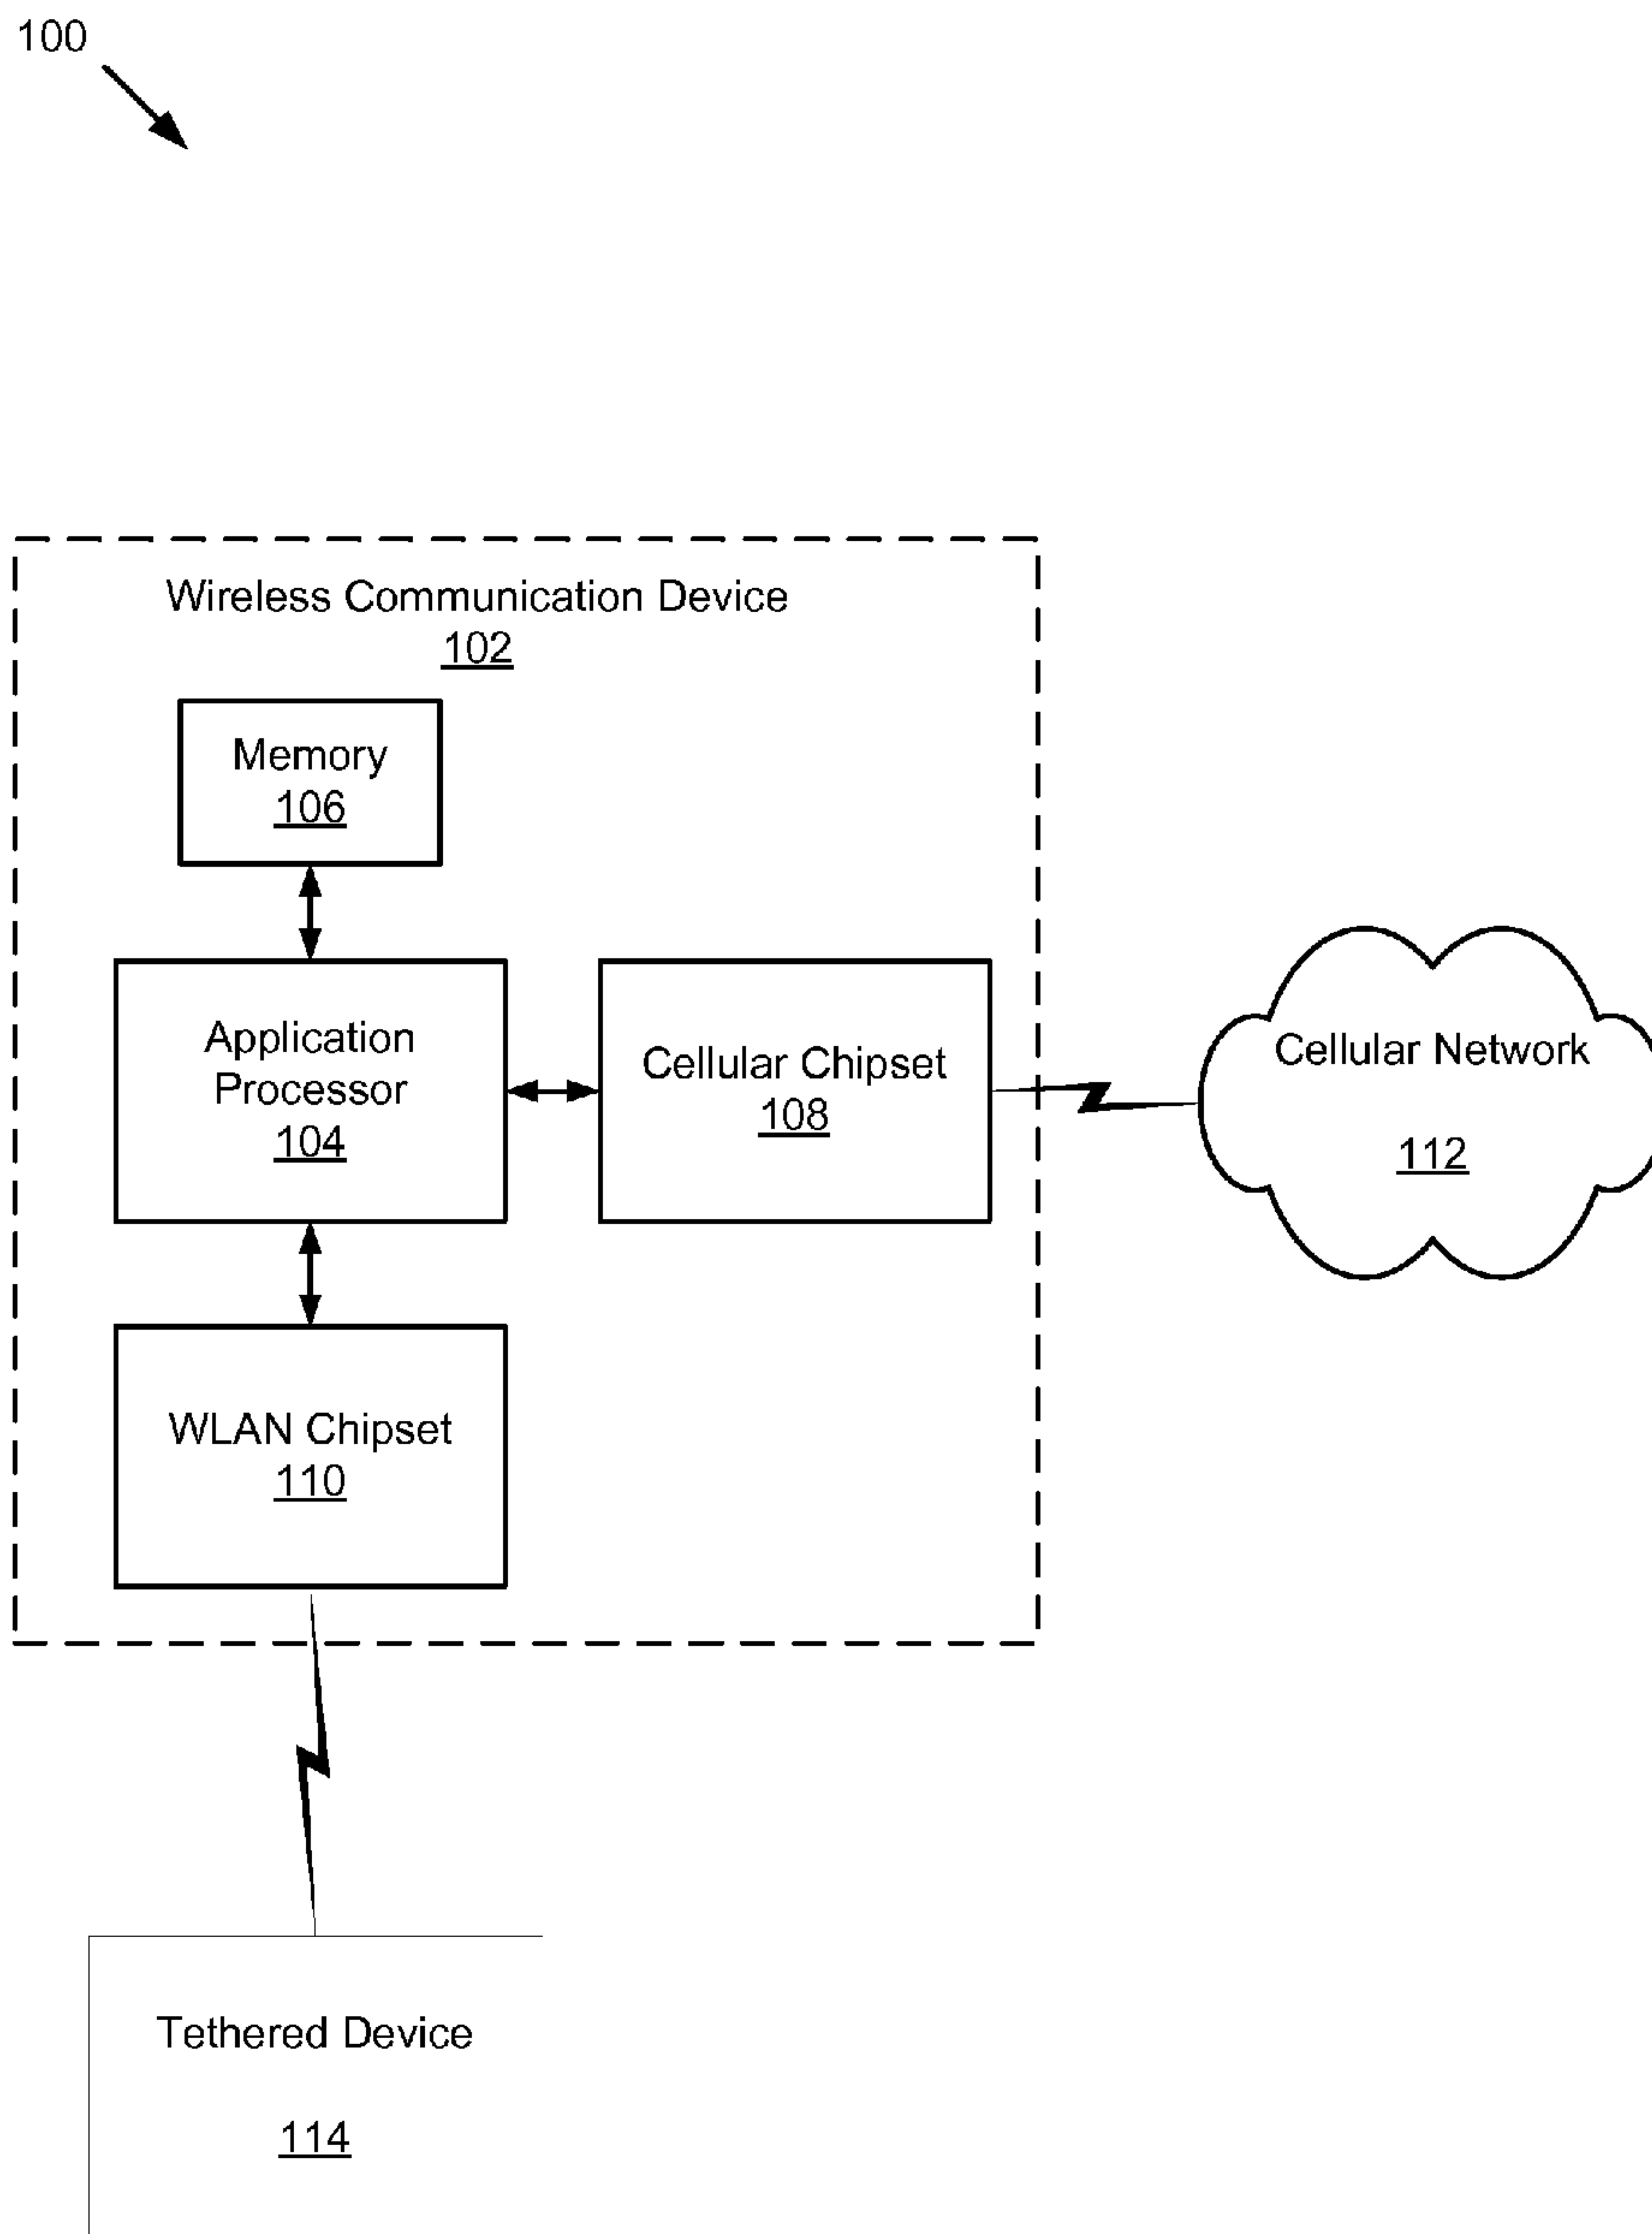 100
Wireless Communication Device
102
Memory
106
Application
Processor
104
Cellular Chipset
108
Cellular Network
112
WLAN Chipset
110
Tethered Device
114